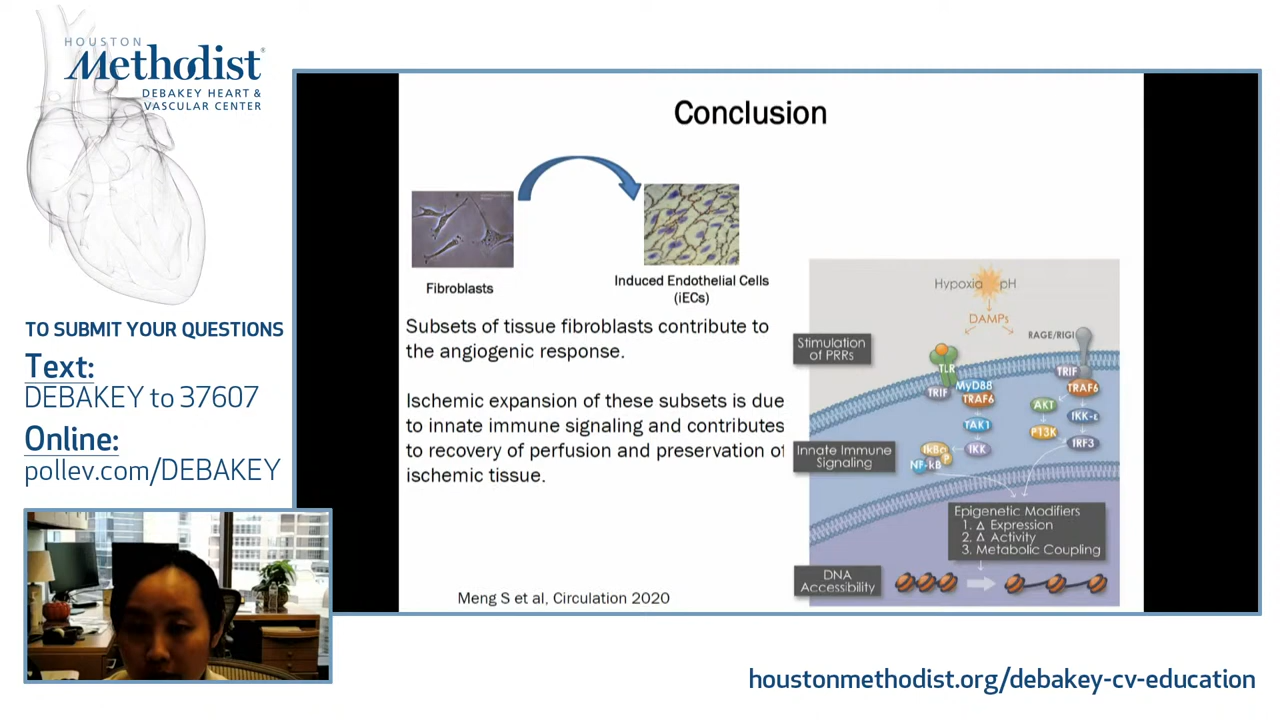 HOUSTON
Methodist
DEBAKEY HEART &
VASCULAR CENTER
TO SUBMIT YOUR QUESTIONS
Text:
DEBAKEY to 37607
Online:
pollev.com/DEBAKEY
Conclusion
Fibroblasts
Induced Endothelial Cells
(iECs)
Subsets of tissue fibroblasts contribute to
the angiogenic response.
Ischemic expansion of these subsets is due
to innate immune signaling and contributes
to recovery of perfusion and preservation of
ischemic tissue.
Meng S et al, Circulation 2020
Hypoxia pH
DAMPs
RAGE/RIGI
Stimulation
of PRRs
TLR
TRIF
MyD88
TRAF6
TAK1
IKK
IkBα
P
NF-kB
TRIF
TRAF6
AKT
IKK-ε
P13K
IRF3
Innate Immune
Signaling
Epigenetic Modifiers
1. Δ Expression
2. Δ Activity
3. Metabolic Coupling
DNA
Accessibility
houstonmethodist.org/debakey-cv-education